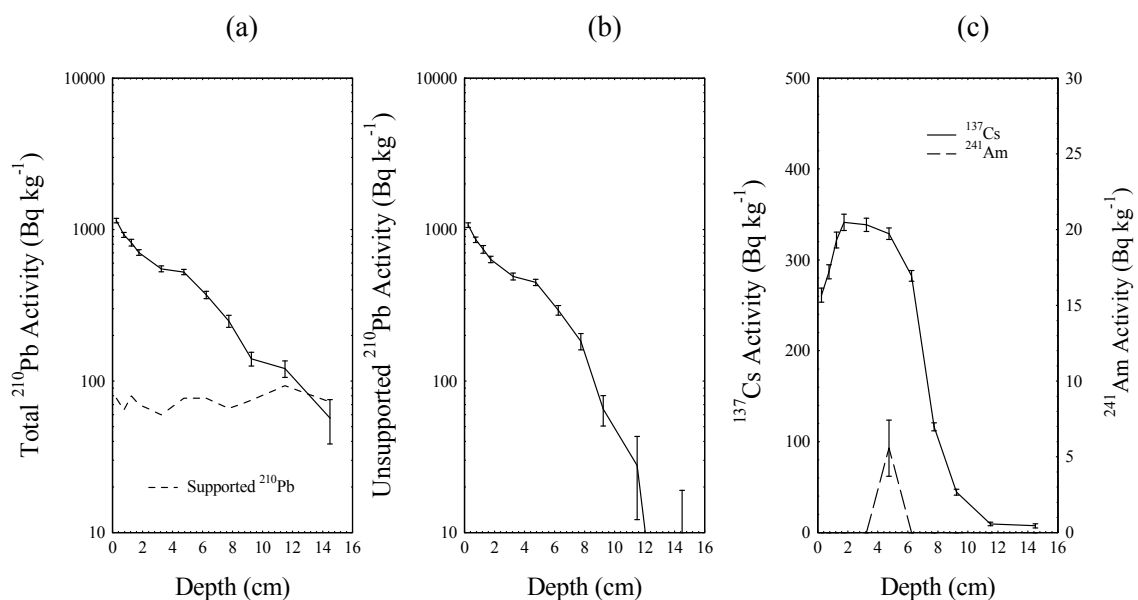 (a)
Total ²¹⁰Pb Activity (Bq kg⁻¹)
10000
1000
100
10
Supported ²¹⁰Pb
0 2 4 6 8 10 12 14 16
Depth (cm)
(b)
Unsupported ²¹⁰Pb Activity (Bq kg⁻¹)
10000
1000
100
10
0 2 4 6 8 10 12 14 16
Depth (cm)
(c)
¹³⁷Cs Activity (Bq kg⁻¹)
500
400
300
200
100
0
¹³⁷Cs
²⁴¹Am
30
25
20
15
10
5
0
²⁴¹Am Activity (Bq kg⁻¹)
0 2 4 6 8 10 12 14 16
Depth (cm)